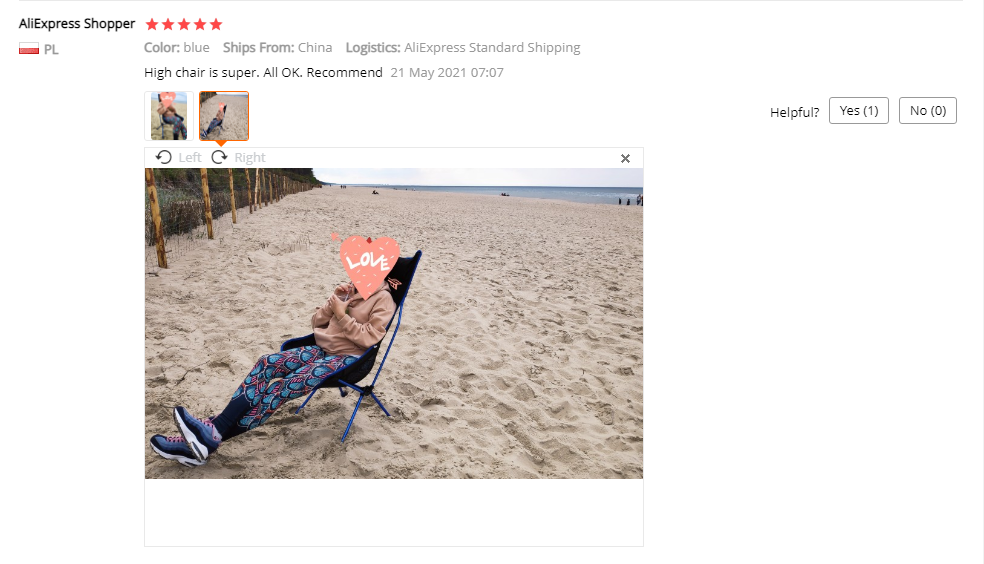 AliExpress Shopper
PL
Color: blue Ships From: China Logistics: AliExpress Standard Shipping
High chair is super. All OK. Recommend 21 May 2021 07:07
Helpful? Yes (1) No (0)
Left Right
LOVE